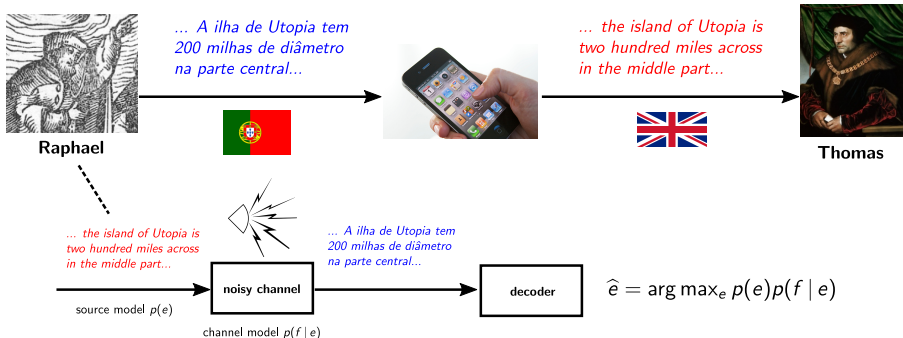 ... A ilha de Utopia tem
200 milhas de diâmetro
na parte central...
... the island of Utopia is
two hundred miles across
in the middle part...
Raphael
Thomas
... the island of Utopia is
two hundred miles across
in the middle part...
... A ilha de Utopia tem
200 milhas de diâmetro
na parte central...
noisy channel
decoder
ê = arg maxₑ p(e)p(f | e)
source model p(e)
channel model p(f | e)